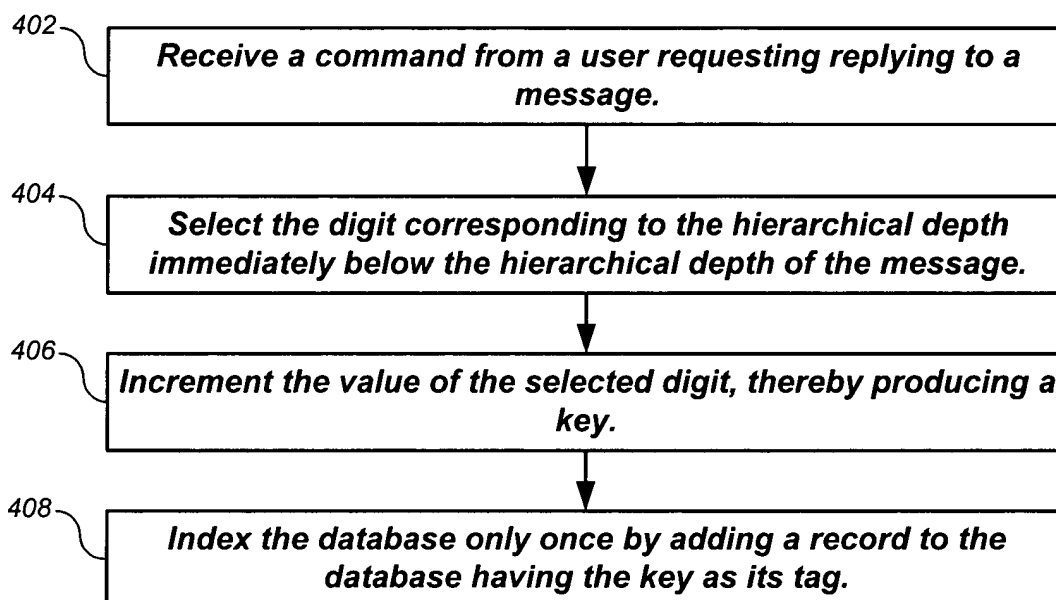 402
Receive a command from a user requesting replying to a
message.
404
Select the digit corresponding to the hierarchical depth
immediately below the hierarchical depth of the message.
406
Increment the value of the selected digit, thereby producing a
key.
408
Index the database only once by adding a record to the
database having the key as its tag.